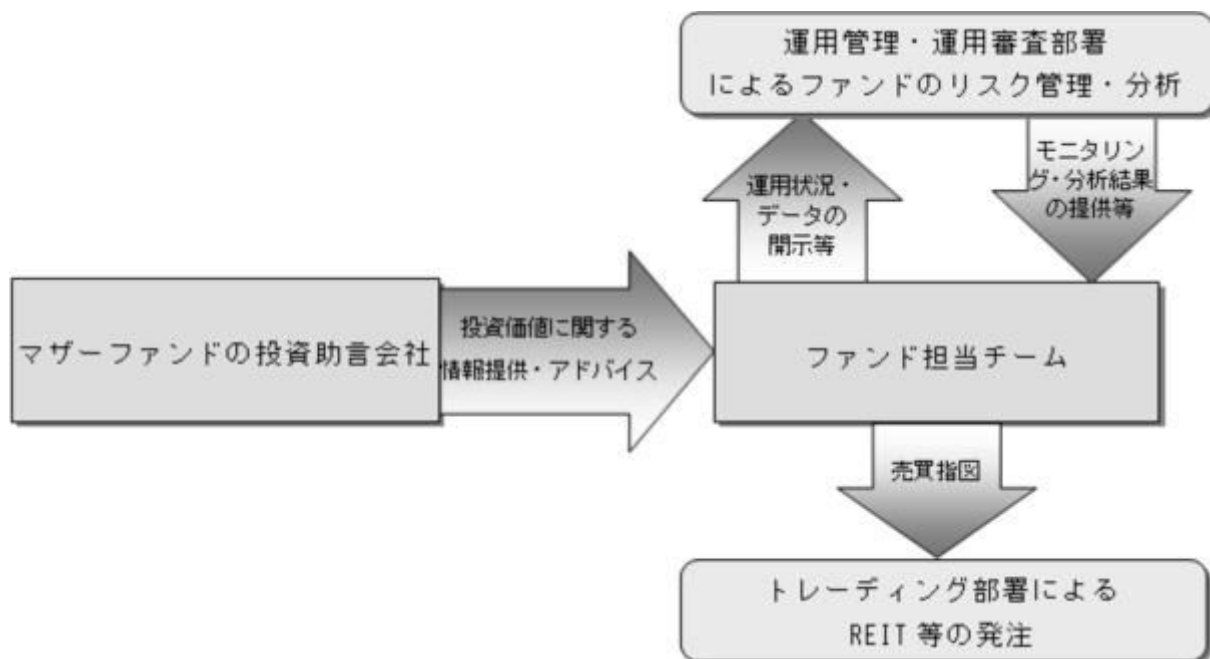 運用管理・運用審査部署
によるファンドのリスク管理・分析
運用状況・
データの
開示等
モニタリン
グ・分析結果
の提供等
マザーファンドの投資助言会社
投資価値に関する
情報提供・アドバイス
ファンド担当チーム
売買指図
トレーディング部署による
REIT等の発注